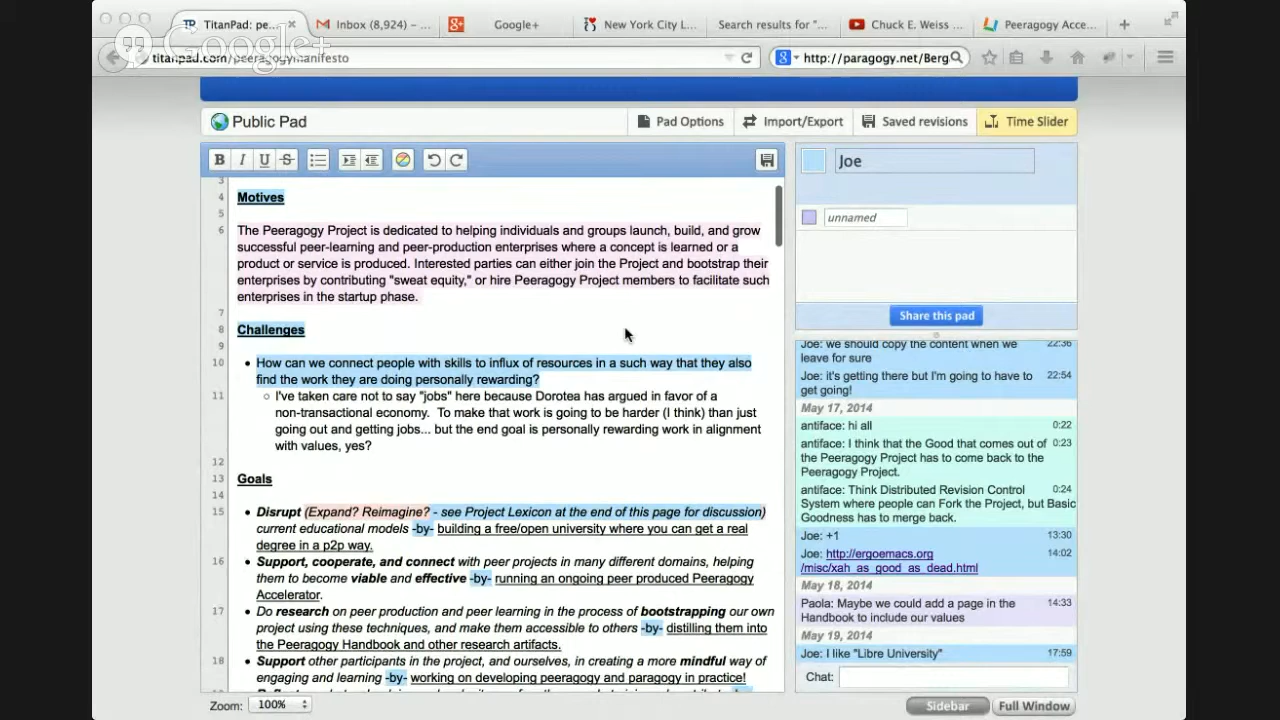 TitanPad: pe...
Inbox (8,924) – ...
Google+
New York City L...
Search results for "...
Chuck E. Weiss ...
Peeragogy Acce...
Google+
titanpad.com/peeragogymanifesto
http://paragogy.net/Berg
Public Pad
Pad Options
Import/Export
Saved revisions
Time Slider
B I U S
3
4 Motives
5
6 The Peeragogy Project is dedicated to helping individuals and groups launch, build, and grow
successful peer-learning and peer-production enterprises where a concept is learned or a
product or service is produced. Interested parties can either join the Project and bootstrap their
enterprises by contributing "sweat equity," or hire Peeragogy Project members to facilitate such
enterprises in the startup phase.
7
8 Challenges
9
10 • How can we connect people with skills to influx of resources in a such way that they also
find the work they are doing personally rewarding?
11 ○ I've taken care not to say "jobs" here because Dorotea has argued in favor of a
non-transactional economy. To make that work is going to be harder (I think) than just
going out and getting jobs... but the end goal is personally rewarding work in alignment
with values, yes?
12
13 Goals
14
15 • Disrupt (Expand? Reimagine? - see Project Lexicon at the end of this page for discussion)
current educational models -by- building a free/open university where you can get a real
degree in a p2p way.
16 • Support, cooperate, and connect with peer projects in many different domains, helping
them to become viable and effective -by- running an ongoing peer produced Peeragogy
Accelerator.
17 • Do research on peer production and peer learning in the process of bootstrapping our own
project using these techniques, and make them accessible to others -by- distilling them into
the Peeragogy Handbook and other research artifacts.
18 • Support other participants in the project, and ourselves, in creating a more mindful way of
engaging and learning -by- working on developing peeragogy and paragogy in practice!
Zoom: 100%
Joe
unnamed
Share this pad
Joe: we should copy the content when we 22:36
leave for sure
Joe: it's getting there but I'm going to have to 22:54
get going!
May 17, 2014
antiface: hi all 0:22
antiface: I think that the Good that comes out of 0:23
the Peeragogy Project has to come back to the
Peeragogy Project.
antiface: Think Distributed Revision Control 0:24
System where people can Fork the Project, but Basic
Goodness has to merge back.
Joe: +1 13:30
Joe: http://ergoemacs.org 14:02
/misc/xah_as_good_as_dead.html
May 18, 2014
Paola: Maybe we could add a page in the 14:33
Handbook to include our values
May 19, 2014
Joe: I like "Libre University" 17:59
Chat:
Sidebar
Full Window